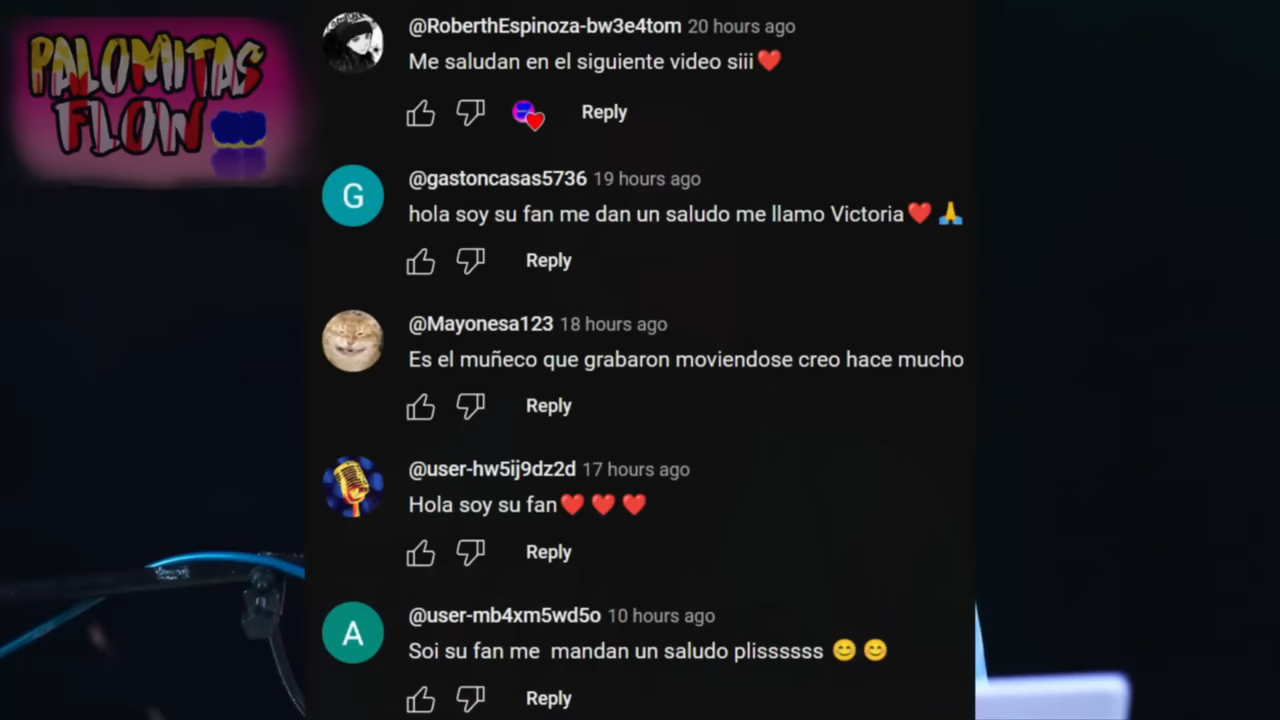 PALOMITAS
FLOW
@RoberthEspinoza-bw3e4tom 20 hours ago
Me saludan en el siguiente video siii❤️
Reply
G
@gastoncasas5736 19 hours ago
hola soy su fan me dan un saludo me llamo Victoria❤️🙏
Reply
@Mayonesa123 18 hours ago
Es el muñeco que grabaron moviendose creo hace mucho
Reply
@user-hw5ij9dz2d 17 hours ago
Hola soy su fan❤️❤️❤️
Reply
A
@user-mb4xm5wd5o 10 hours ago
Soi su fan me  mandan un saludo plissssss 😊😊
Reply